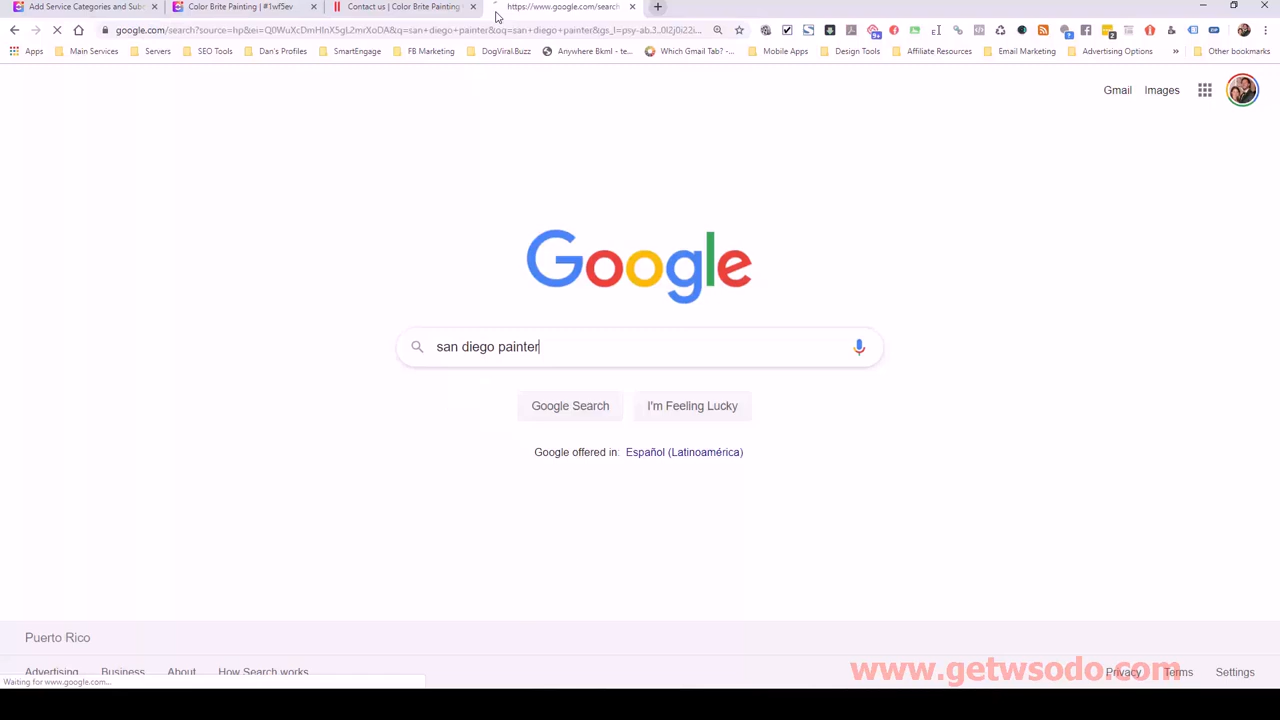 Add Service Categories and Sub
Color Brite Painting | #1wf5ev
Contact us | Color Brite Painting
https://www.google.com/search
google.com/search?source=hp&ei=Q0WuXcDmHInX5gL2mrXoDA&q=san+diego+painter&oq=san+diego+painter&gs_l=psy-ab.3..0l2j0i22i...
Apps Main Services Servers SEO Tools Dan's Profiles SmartEngage FB Marketing DogViral.Buzz Anywhere Bkml - te... Which Gmail Tab? -... Mobile Apps Design Tools Affiliate Resources Email Marketing Advertising Options » Other bookmarks
Gmail Images
Google
san diego painter
Google Search I'm Feeling Lucky
Google offered in: Español (Latinoamérica)
Puerto Rico
Advertising Business About How Search works Privacy Terms Settings
www.getwsodo.com
Waiting for www.google.com...